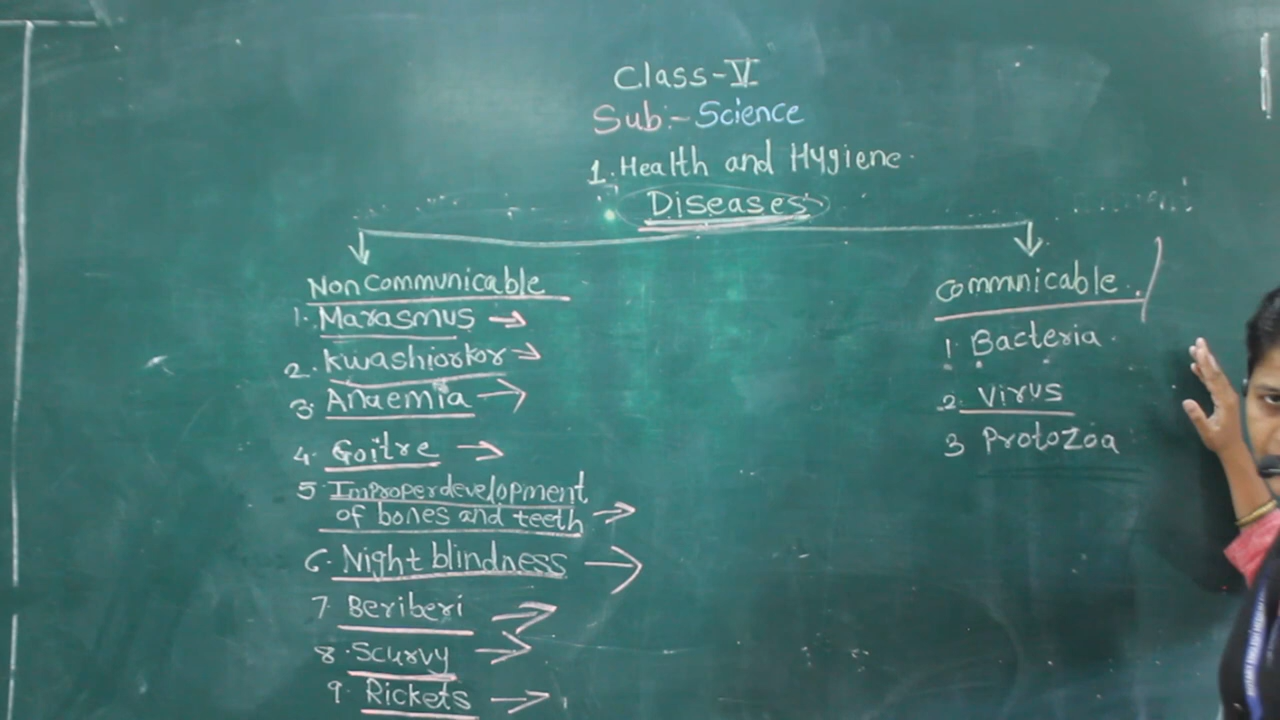 Class-VI
Sub:- Science
1. Health and Hygiene.
Diseases
Non Communicable
1. Marasmus →
2. Kwashiorkor →
3. Anaemia →
4. Goitre →
5. Improper development
of bones and teeth →
6. Night blindness →
7. Beriberi →
8. Scurvy →
9. Rickets →
Communicable.
1. Bacteria.
2. Virus
3 Protozoa